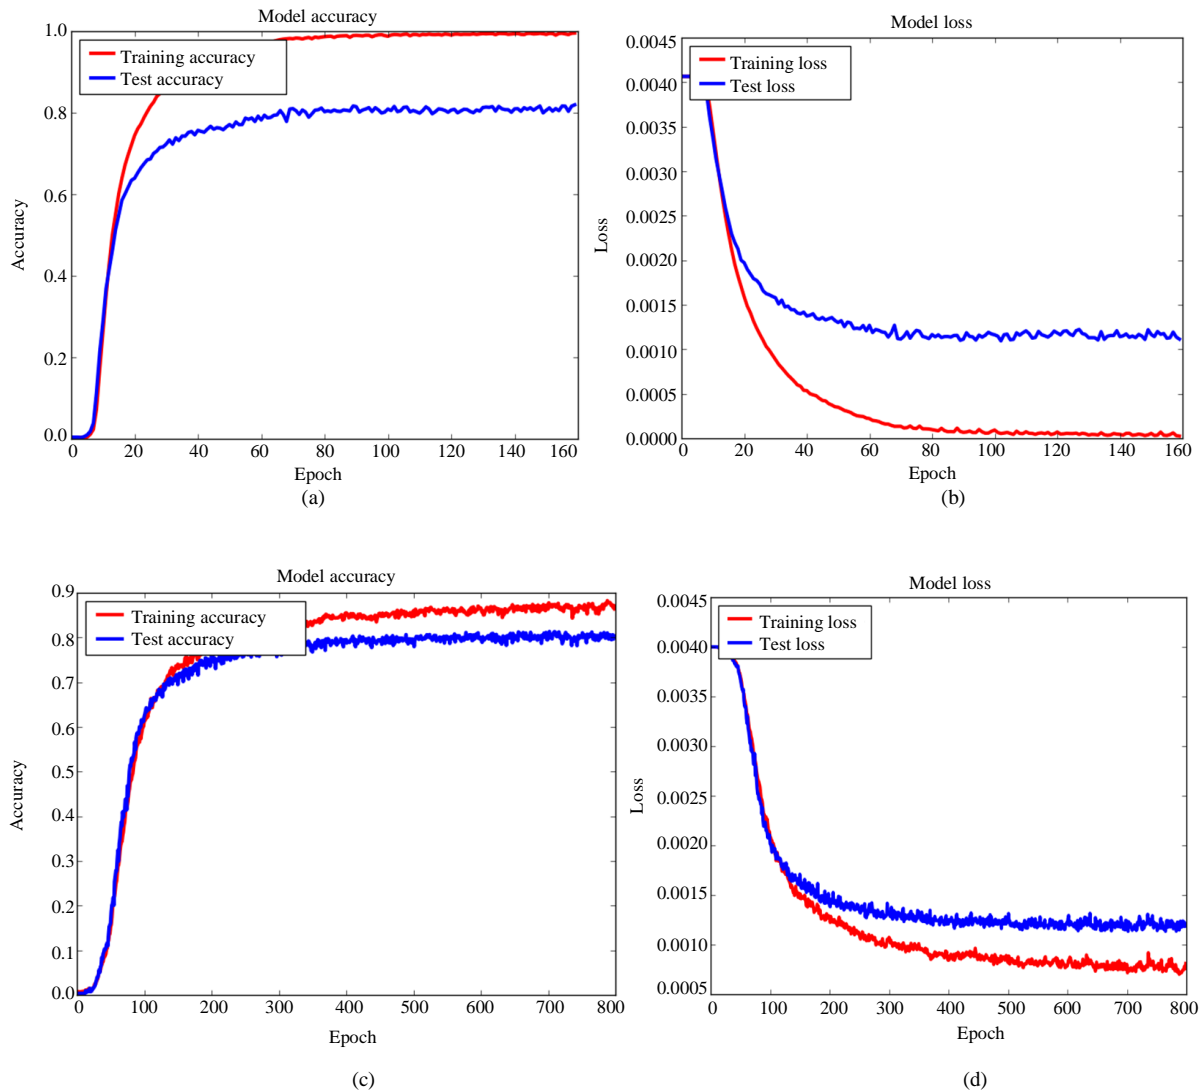 Model accuracy
1.0
0.8
0.6
0.4
0.2
0.0
Accuracy
Training accuracy
Test accuracy
0 20 40 60 80 100 120 140 160
Epoch
(a)
Model loss
0.0045
0.0040
0.0035
0.0030
0.0025
0.0020
0.0015
0.0010
0.0005
0.0000
Loss
Training loss
Test loss
0 20 40 60 80 100 120 140 160
Epoch
(b)
Model accuracy
0.9
0.8
0.7
0.6
0.5
0.4
0.3
0.2
0.1
0.0
Accuracy
Training accuracy
Test accuracy
0 100 200 300 400 500 600 700 800
Epoch
(c)
Model loss
0.0045
0.0040
0.0035
0.0030
0.0025
0.0020
0.0015
0.0010
0.0005
Loss
Training loss
Test loss
0 100 200 300 400 500 600 700 800
Epoch
(d)